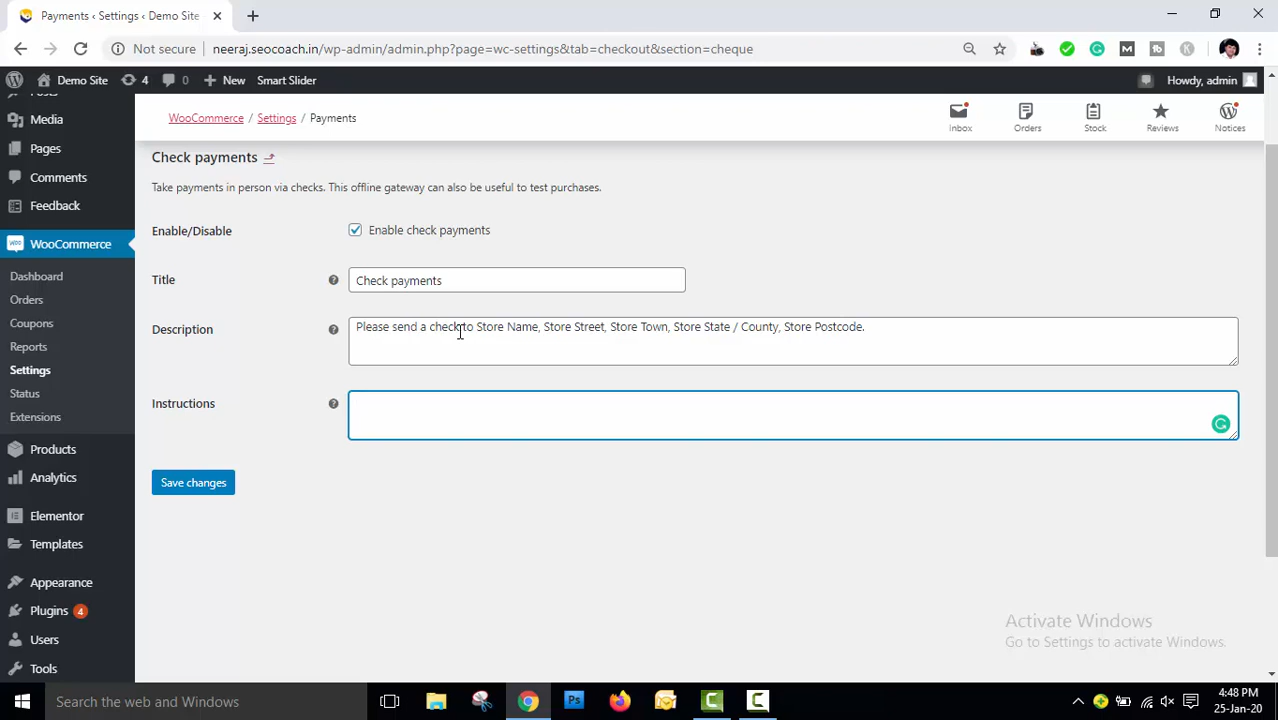 Payments ‹ Settings ‹ Demo Site
Not secure
neeraj.seocoach.in/wp-admin/admin.php?page=wc-settings&tab=checkout&section=cheque
Demo Site
4
0
New
Smart Slider
Howdy, admin
Posts
Media
Pages
Comments
Feedback
WooCommerce
Dashboard
Orders
Coupons
Reports
Settings
Status
Extensions
Products
Analytics
Elementor
Templates
Appearance
Plugins 4
Users
Tools
WooCommerce / Settings / Payments
Inbox
Orders
Stock
Reviews
Notices
Check payments
Take payments in person via checks. This offline gateway can also be useful to test purchases.
Enable/Disable
Enable check payments
Title
Check payments
Description
Please send a check to Store Name, Store Street, Store Town, Store State / County, Store Postcode.
Instructions
Save changes
Activate Windows
Go to Settings to activate Windows.
Search the web and Windows
4:48 PM
25-Jan-20